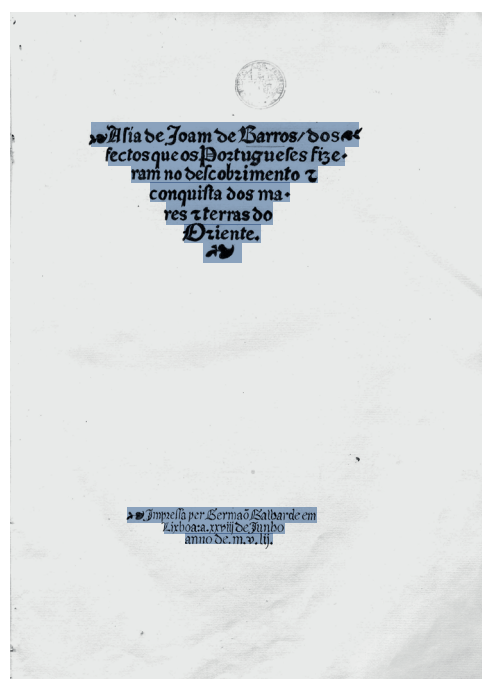 ❧Asia de Joam de Barros/ dos☙
fectos que os Portugueses fize-
ram no descobrimento ⁊
conquista dos ma-
res ⁊ terras do
Oriente.
❧Impressa per Germaõ Galharde em
Lixboa: a. xxviij de Junho
anno de. m. v. lij.